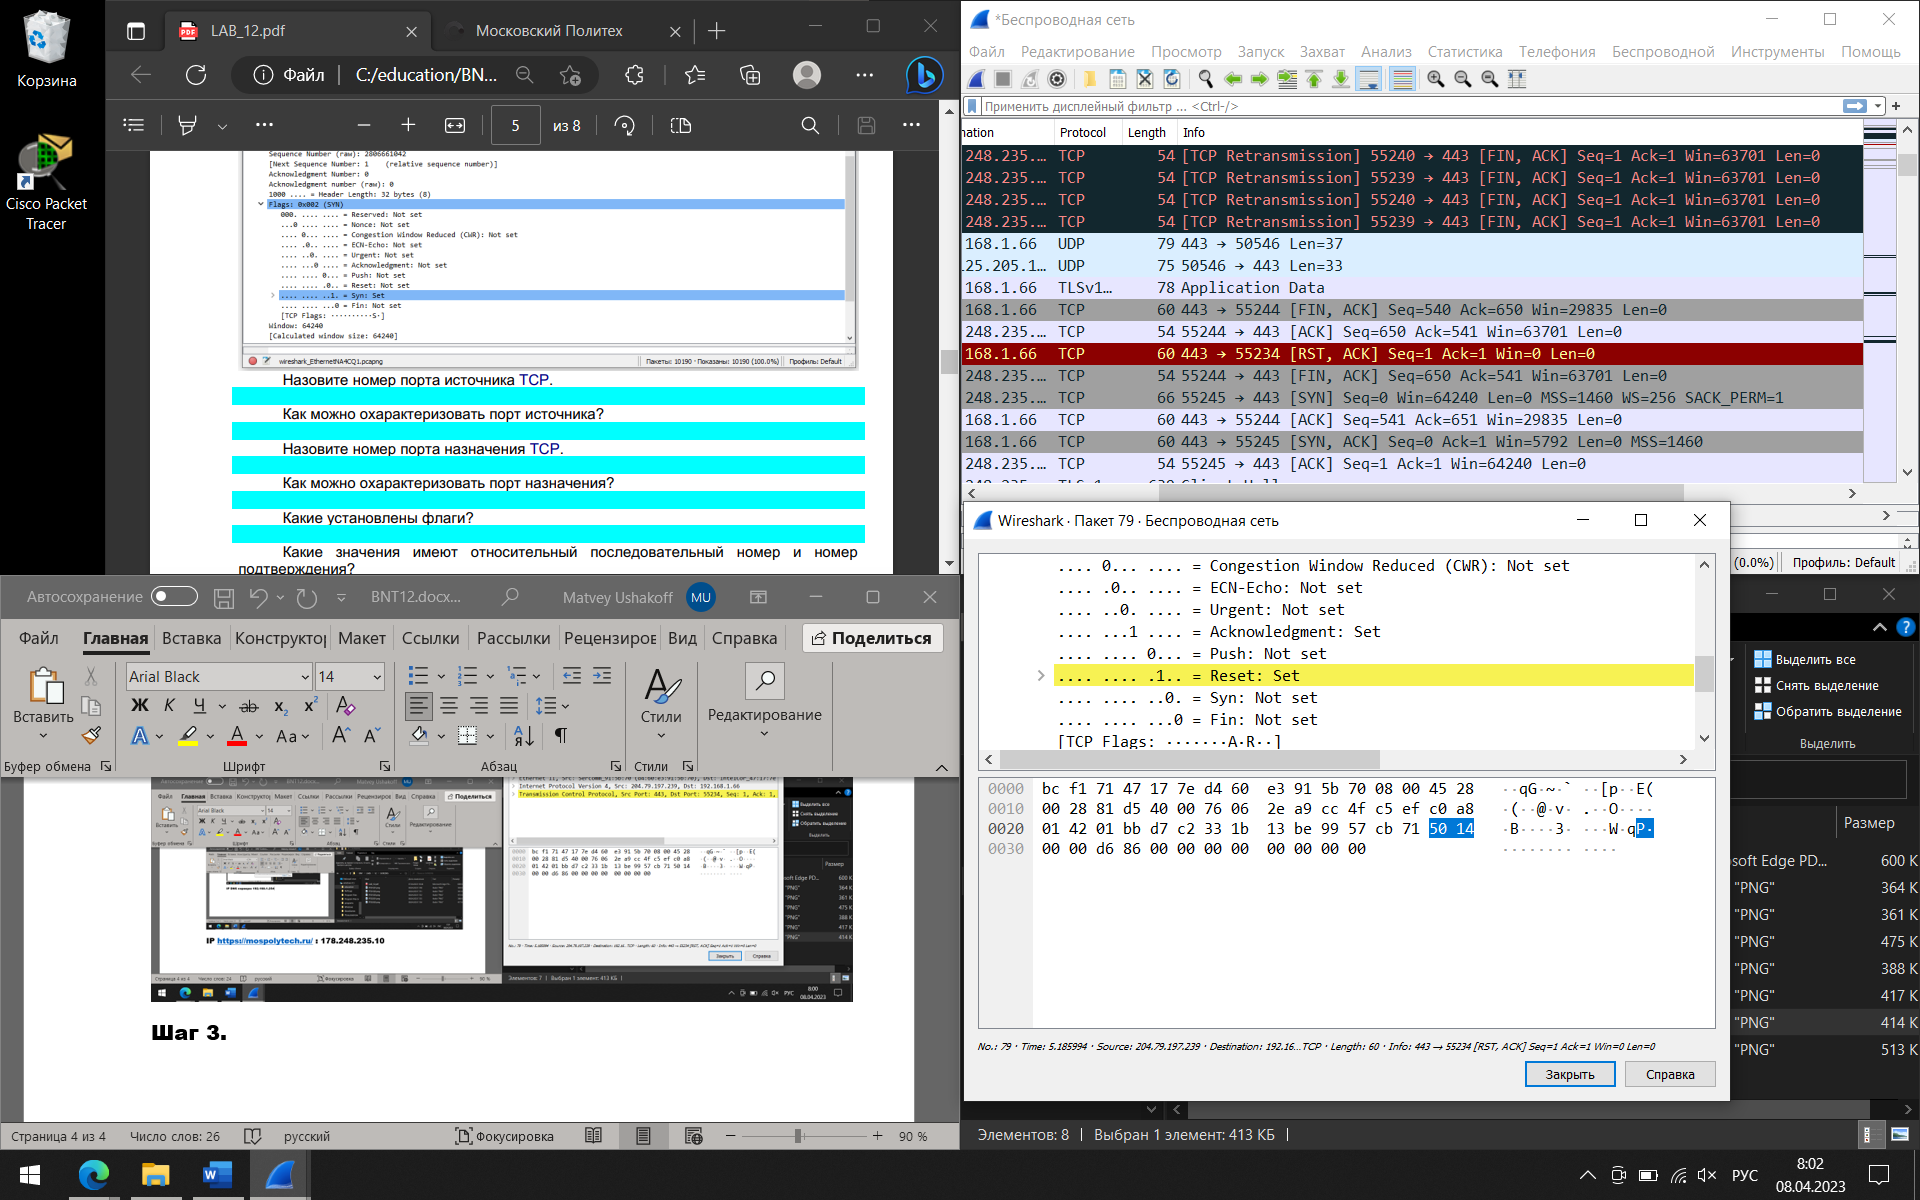 Корзина
Cisco Packet
Tracer
LAB_12.pdf
Московский Политех
Файл
C:/education/BN...
5
из 8
Sequence Number (raw): 2806661042
[Next Sequence Number: 1    (relative sequence number)]
Acknowledgment Number: 0
Acknowledgment number (raw): 0
1000 .... = Header Length: 32 bytes (8)
Flags: 0x002 (SYN)
000. .... .... = Reserved: Not set
...0 .... .... = Nonce: Not set
.... 0... .... = Congestion Window Reduced (CWR): Not set
.... .0.. .... = ECN-Echo: Not set
.... ..0. .... = Urgent: Not set
.... ...0 .... = Acknowledgment: Not set
.... .... 0... = Push: Not set
.... .... .0.. = Reset: Not set
.... .... ..1. = Syn: Set
.... .... ...0 = Fin: Not set
[TCP Flags: ··········S·]
Window: 64240
[Calculated window size: 64240]
wireshark_EthernetNA4CQ1.pcapng
Пакеты: 10190 · Показаны: 10190 (100.0%)
Профиль: Default
Назовите номер порта источника TCP.
Как можно охарактеризовать порт источника?
Назовите номер порта назначения TCP.
Как можно охарактеризовать порт назначения?
Какие установлены флаги?
Какие значения имеют относительный последовательный номер и номер
подтверждения?
*Беспроводная сеть
Файл Редактирование Просмотр Запуск Захват Анализ Статистика Телефония Беспроводной Инструменты Помощь
Применить дисплейный фильтр ... <Ctrl-/>
nation Protocol Length Info
248.235.… TCP 54 [TCP Retransmission] 55240 → 443 [FIN, ACK] Seq=1 Ack=1 Win=63701 Len=0
248.235.… TCP 54 [TCP Retransmission] 55239 → 443 [FIN, ACK] Seq=1 Ack=1 Win=63701 Len=0
248.235.… TCP 54 [TCP Retransmission] 55240 → 443 [FIN, ACK] Seq=1 Ack=1 Win=63701 Len=0
248.235.… TCP 54 [TCP Retransmission] 55239 → 443 [FIN, ACK] Seq=1 Ack=1 Win=63701 Len=0
168.1.66 UDP 79 443 → 50546 Len=37
25.205.1… UDP 75 50546 → 443 Len=33
168.1.66 TLSv1… 78 Application Data
168.1.66 TCP 60 443 → 55244 [FIN, ACK] Seq=540 Ack=650 Win=29835 Len=0
248.235.… TCP 54 55244 → 443 [ACK] Seq=650 Ack=541 Win=63701 Len=0
168.1.66 TCP 60 443 → 55234 [RST, ACK] Seq=1 Ack=1 Win=0 Len=0
248.235.… TCP 54 55244 → 443 [FIN, ACK] Seq=650 Ack=541 Win=63701 Len=0
248.235.… TCP 66 55245 → 443 [SYN] Seq=0 Win=64240 Len=0 MSS=1460 WS=256 SACK_PERM=1
168.1.66 TCP 60 443 → 55244 [ACK] Seq=541 Ack=651 Win=29835 Len=0
168.1.66 TCP 60 443 → 55245 [SYN, ACK] Seq=0 Ack=1 Win=5792 Len=0 MSS=1460
248.235.… TCP 54 55245 → 443 [ACK] Seq=1 Ack=1 Win=64240 Len=0
(0.0%)
Профиль: Default
Wireshark · Пакет 79 · Беспроводная сеть
.... 0... .... = Congestion Window Reduced (CWR): Not set
.... .0.. .... = ECN-Echo: Not set
.... ..0. .... = Urgent: Not set
.... ...1 .... = Acknowledgment: Set
.... .... 0... = Push: Not set
.... .... .1.. = Reset: Set
.... .... ..0. = Syn: Not set
.... .... ...0 = Fin: Not set
[TCP Flags: ·······A·R··]
0000 bc f1 71 47 17 7e d4 60 e3 91 5b 70 08 00 45 28 ··qG·~·` ··[p··E(
0010 00 28 81 d5 40 00 76 06 2e a9 cc 4f c5 ef c0 a8 ·(··@·v· .··O····
0020 01 42 01 bb d7 c2 33 1b 13 be 99 57 cb 71 50 14 ·B····3· ···W·qP·
0030 00 00 d6 86 00 00 00 00 00 00 00 00 ········ ····
No.: 79 · Time: 5.185994 · Source: 204.79.197.239 · Destination: 192.16...TCP · Length: 60 · Info: 443 → 55234 [RST, ACK] Seq=1 Ack=1 Win=0 Len=0
Закрыть
Справка
Автосохранение
BNT12.docx...
Matvey Ushakoff
MU
Файл Главная Вставка Конструктор Макет Ссылки Рассылки Рецензиров Вид Справка
Поделиться
Вставить
Arial Black
14
Ж К Ч ab x₂ x²
A A Aa A A
Стили
Редактирование
Буфер обмена
Шрифт
Абзац
Стили
IP https://mospolytech.ru/ : 178.248.235.10
Шаг 3.
Страница 4 из 4
Число слов: 26
русский
Фокусировка
90 %
Выделить все
Снять выделение
Обратить выделение
Выделить
Размер
soft Edge PD... 600 К
"PNG" 364 К
"PNG" 361 К
"PNG" 475 К
"PNG" 388 К
"PNG" 417 К
"PNG" 414 К
"PNG" 513 К
Элементов: 8
Выбран 1 элемент: 413 КБ
РУС
8:02
08.04.2023